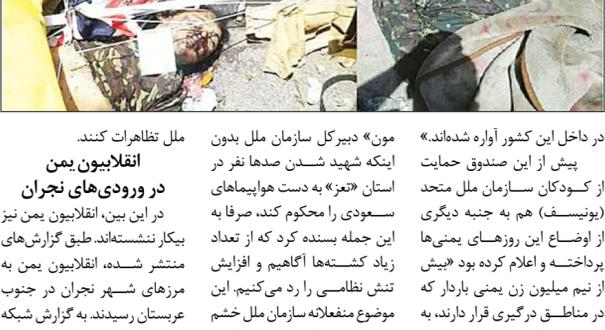 در داخل این کشور آواره شده‌اند.»
پیش از این صندوق حمایت
از کودکان سازمان ملل متحد
(یونیسف) هم به جنبه دیگری
از اوضاع این روزهای یمنی‌ها
پرداخته و اعلام کرده بود «بیش
از نیم میلیون زن یمنی باردار که
در مناطق درگیری قرار دارند، به
مون» دبیرکل سازمان ملل بدون
اینکه شهید شدن صدها نفر در
استان «تعز» به دست هواپیماهای
سعودی را محکوم کند، صرفا به
این جمله بسنده کرد که از تعداد
زیاد کشته‌ها آگاهیم و افزایش
تنش نظامی را رد می‌کنیم. این
موضوع منفعلانه سازمان ملل خشم
ملل تظاهرات کنند.
انقلابیون یمن
در ورودی‌های نجران
در این بین، انقلابیون یمن نیز
بیکار ننشسته‌اند. طبق گزارش‌های
منتشر شده، انقلابیون یمن به
مرزهای شهر نجران در جنوب
عربستان رسیدند. به گزارش شبکه